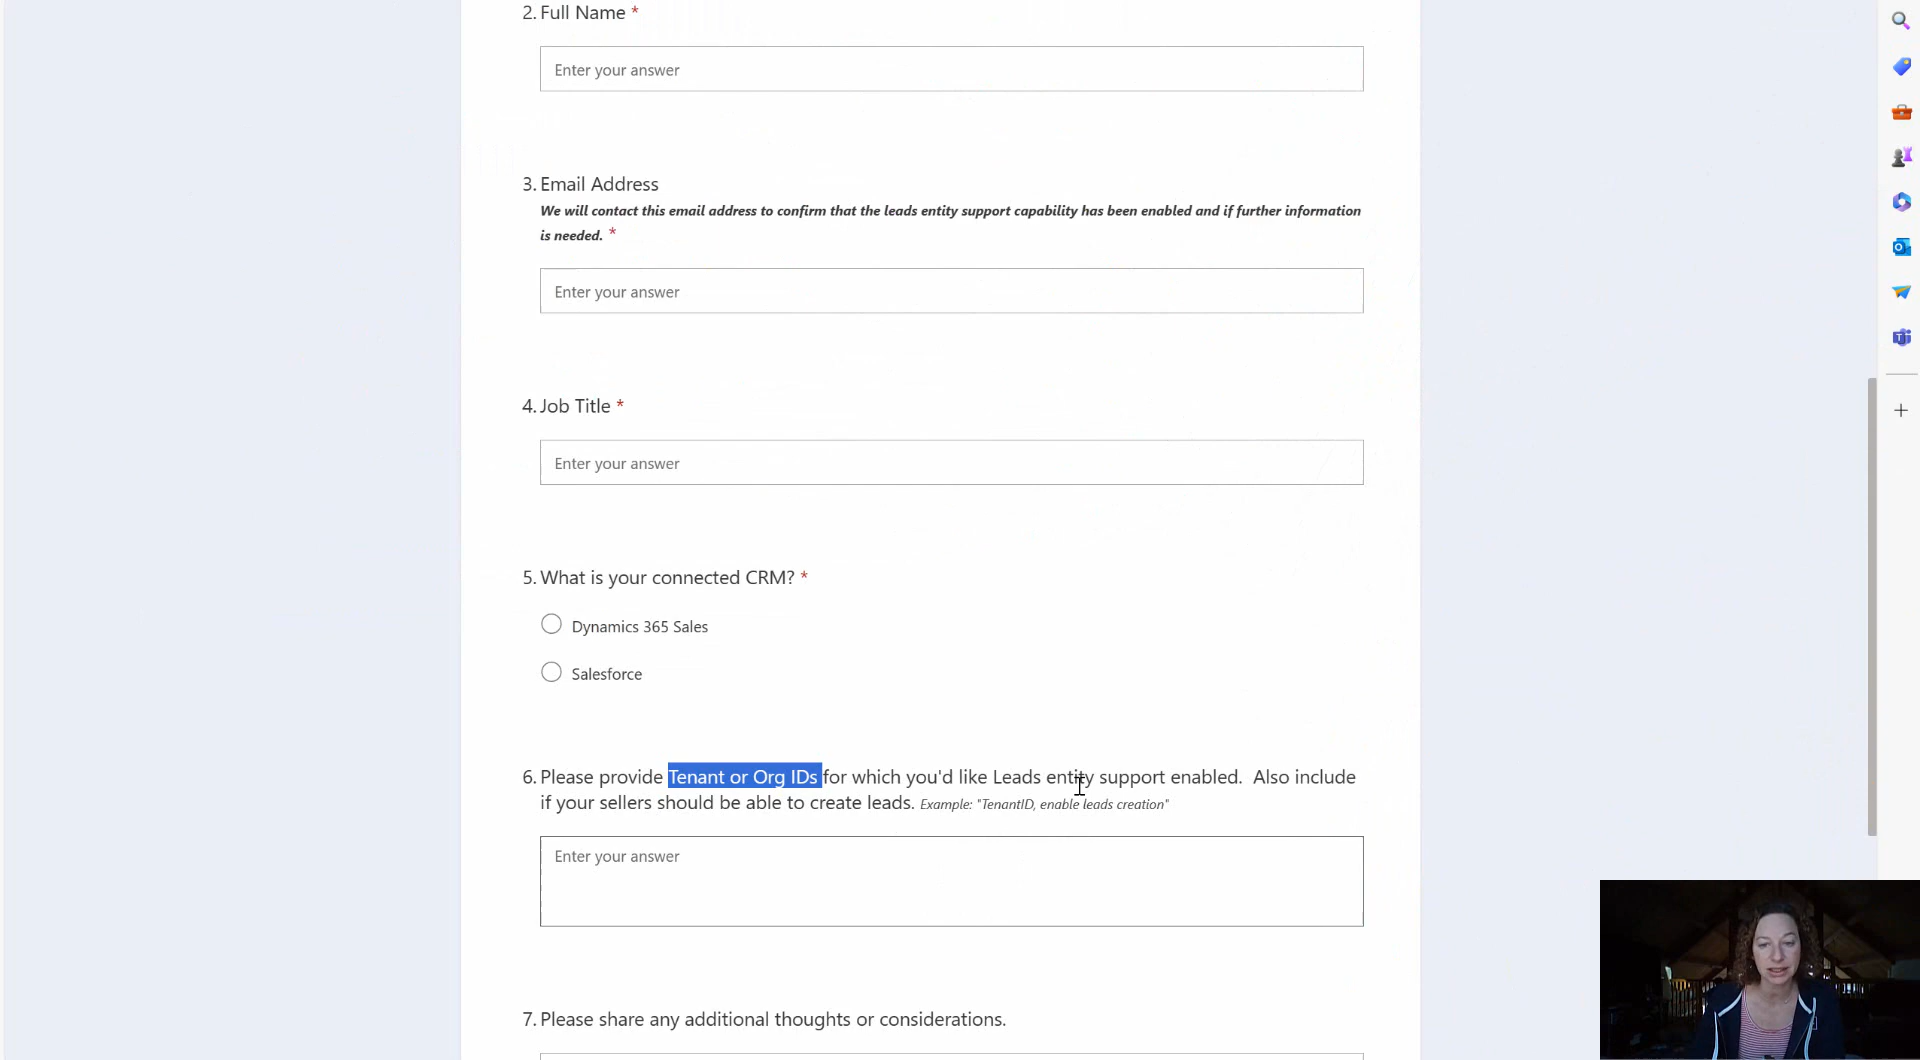 2. Full Name *
Enter your answer
3. Email Address
We will contact this email address to confirm that the leads entity support capability has been enabled and if further information
is needed. *
Enter your answer
4. Job Title *
Enter your answer
5. What is your connected CRM? *
Dynamics 365 Sales
Salesforce
6. Please provide Tenant or Org IDs for which you'd like Leads entity support enabled.  Also include
if your sellers should be able to create leads. Example: "TenantID, enable leads creation"
Enter your answer
7. Please share any additional thoughts or considerations.